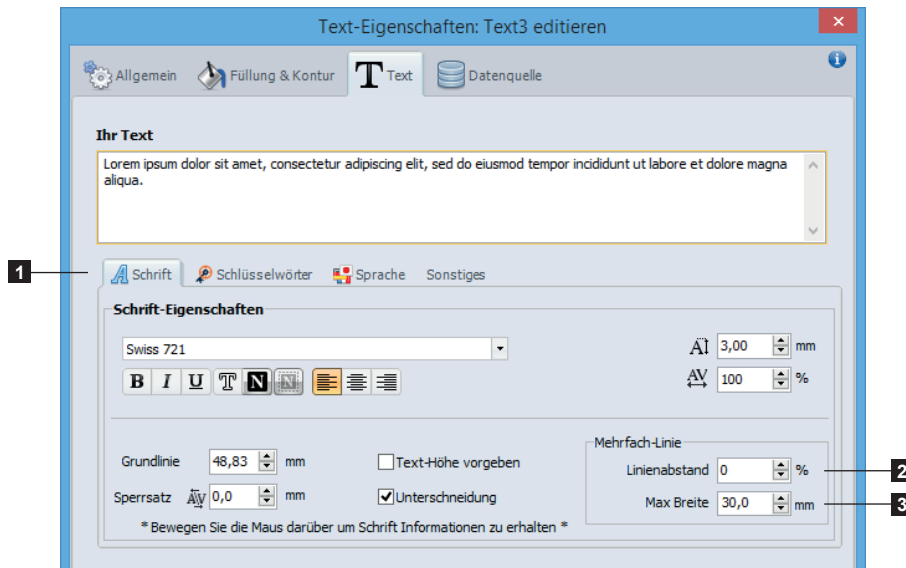 Text-Eigenschaften: Text3 editieren
Allgemein Füllung & Kontur T Text Datenquelle
Ihr Text
Lorem ipsum dolor sit amet, consectetur adipiscing elit, sed do eiusmod tempor incididunt ut labore et dolore magna
aliqua.
1
Schrift Schlüsselwörter Sprache Sonstiges
Schrift-Eigenschaften
Swiss 721 3,00 mm
B I U T N N AV 100 %
Mehrfach-Linie
Grundlinie 48,83 mm Text-Höhe vorgeben Linienabstand 0 % 2
Sperrsatz AV 0,0 mm Unterschneidung Max Breite 30,0 mm 3
* Bewegen Sie die Maus darüber um Schrift Informationen zu erhalten *